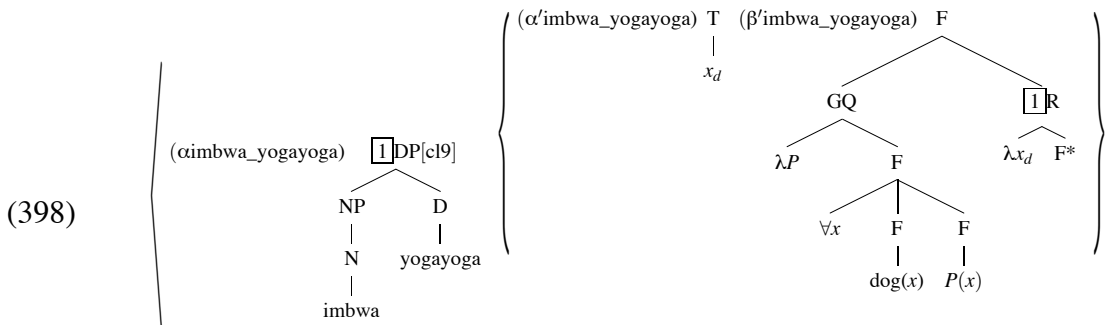 (α′imbwa_yogayoga) T (β′imbwa_yogayoga) F
x_d
GQ 1 R
(αimbwa_yogayoga) 1 DP[cl9]
λP F λx_d F*
(398)
NP D
∀x F F
N yogayoga
dog(x) P(x)
imbwa